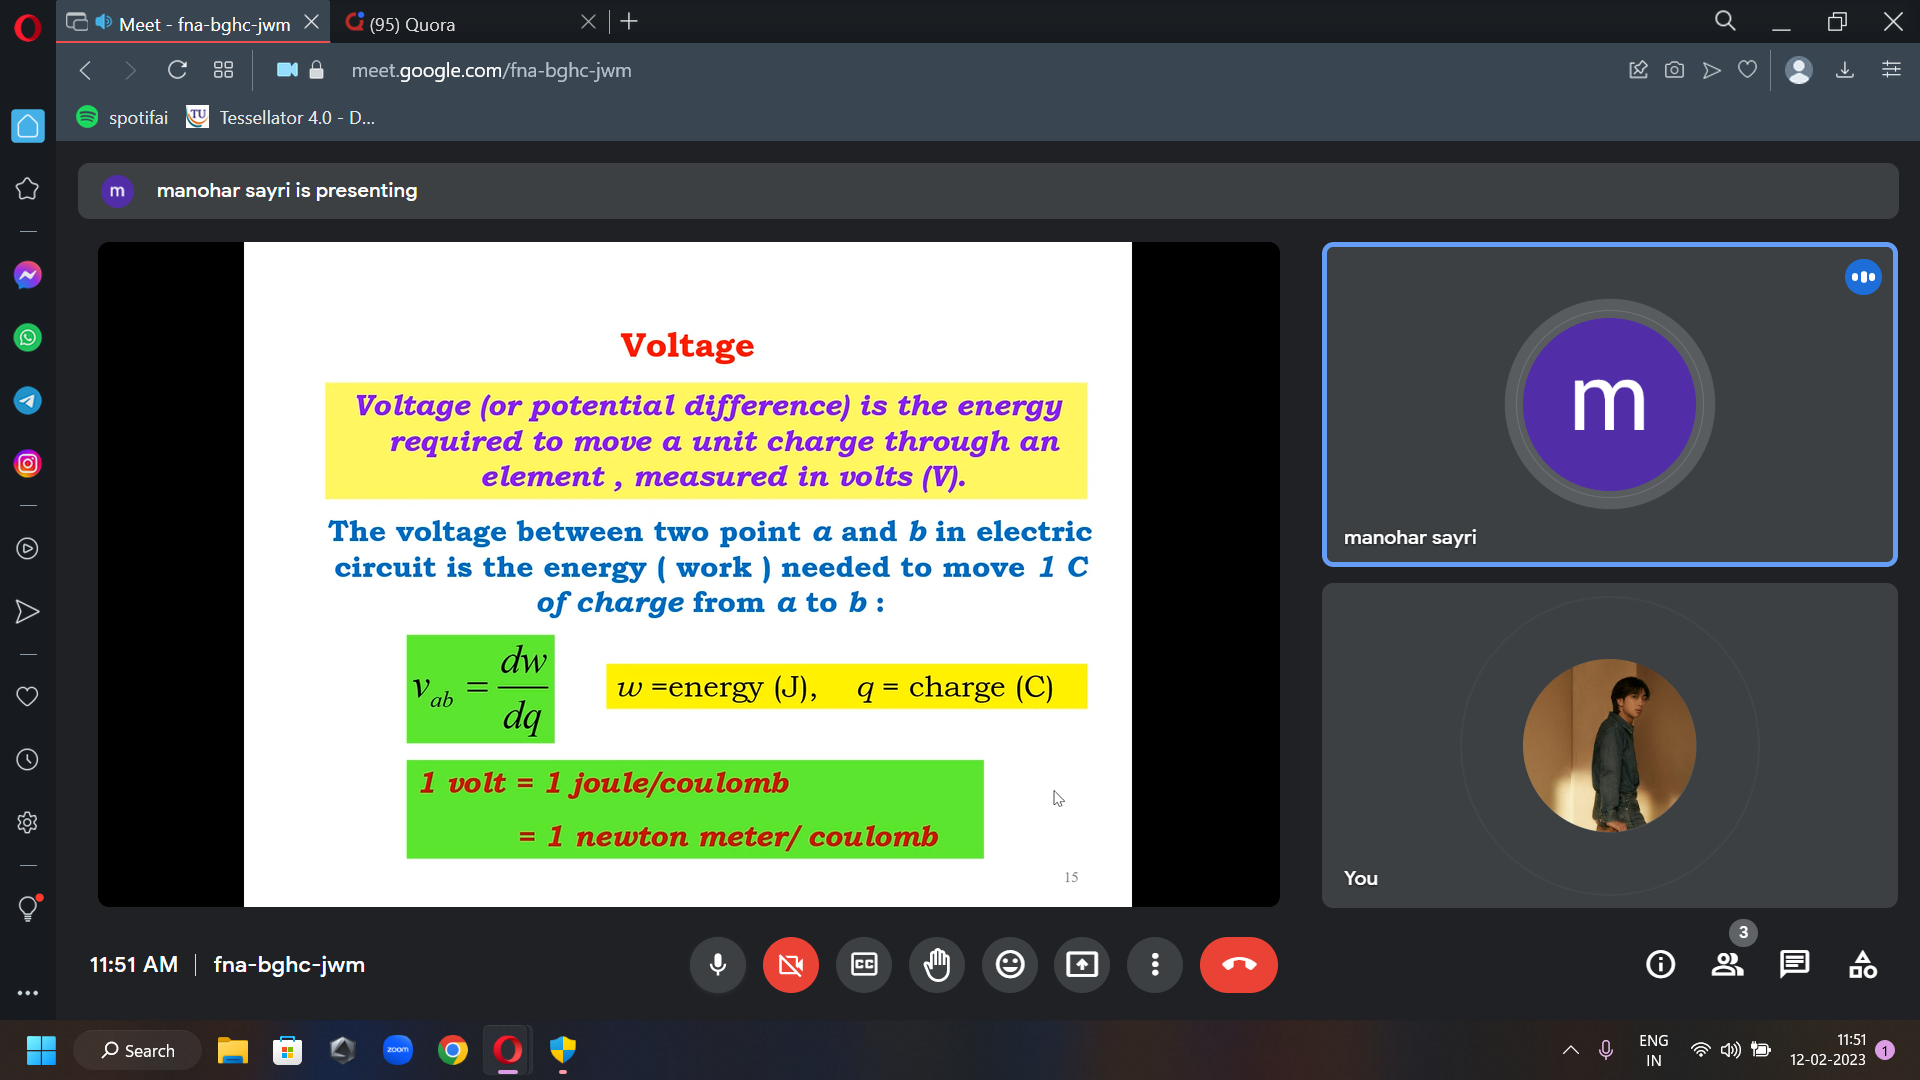 Meet - fna-bghc-jwm
(95) Quora
meet.google.com/fna-bghc-jwm
spotifai
TU
Tessellator 4.0 - D...
m
manohar sayri is presenting
Voltage
Voltage (or potential difference) is the energy
required to move a unit charge through an
element , measured in volts (V).
The voltage between two point a and b in electric
circuit is the energy ( work ) needed to move 1 C
of charge from a to b :
v_ab = dw/dq
w =energy (J), q = charge (C)
1 volt = 1 joule/coulomb
= 1 newton meter/ coulomb
15
m
manohar sayri
You
11:51 AM
fna-bghc-jwm
CC
3
Search
zoom
ENG
IN
11:51
12-02-2023
1